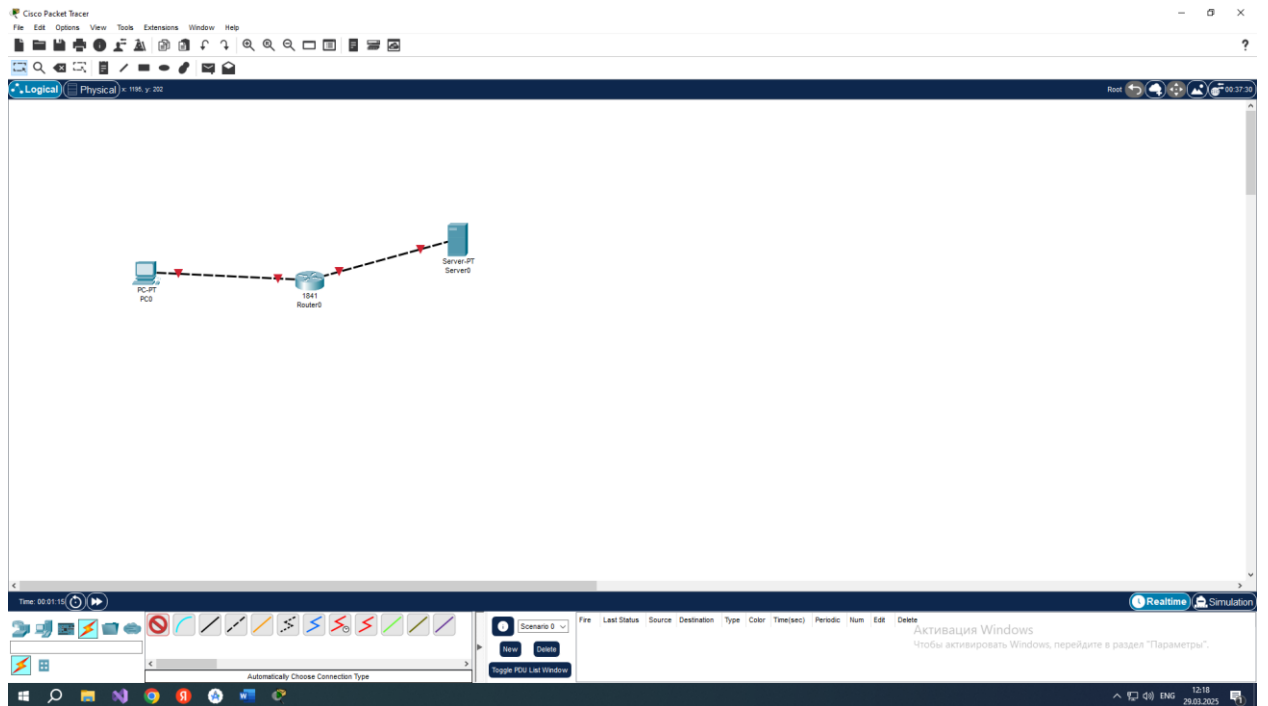 Cisco Packet Tracer
File Edit Options View Tools Extensions Window Help
?
Logical Physical x: 1195, y: 202 Root 00:37:30
Server-PT
Server0
PC-PT
PC0
1841
Router0
Time: 00:01:15 Realtime Simulation
Scenario 0 Fire Last Status Source Destination Type Color Time(sec) Periodic Num Edit Delete
New Delete
Toggle PDU List Window
Automatically Choose Connection Type
Активация Windows
Чтобы активировать Windows, перейдите в раздел "Параметры".
ENG 12:18
29.03.2025